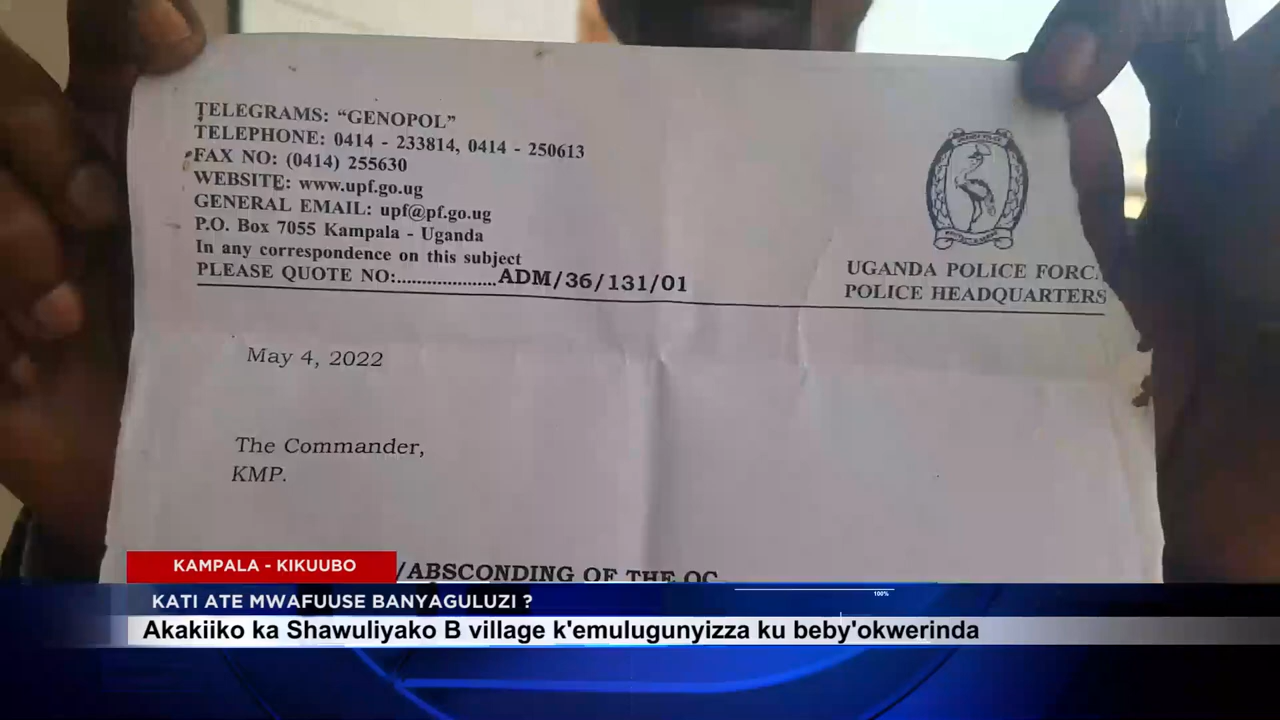 TELEGRAMS: “GENOPOL”
TELEPHONE: 0414 - 233814, 0414 - 250613
FAX NO: (0414) 255630
WEBSITE: www.upf.go.ug
GENERAL EMAIL: upf@pf.go.ug
P.O. Box 7055 Kampala - Uganda
In any correspondence on this subject
PLEASE QUOTE NO:.....................ADM/36/131/01
UGANDA POLICE FORC
POLICE HEADQUARTERS
May 4, 2022
The Commander,
KMP.
/ABSCONDING OF THE OC
KAMPALA - KIKUUBO
KATI ATE MWAFUUSE BANYAGULUZI ?
100%
Akakiiko ka Shawuliyako B village k'emulugunyizza ku beby'okwerinda